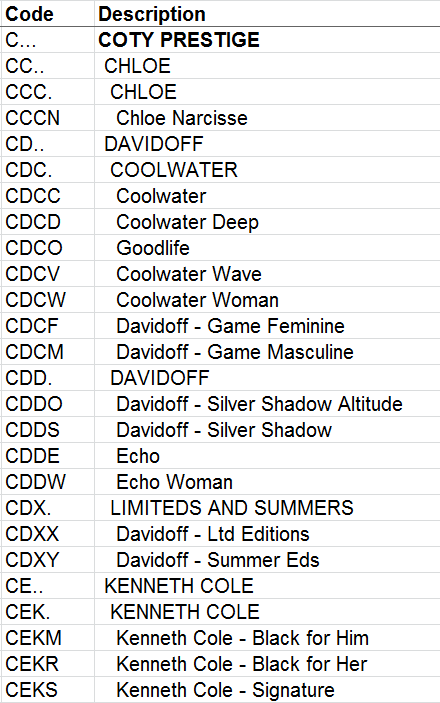 Code Description
C... COTY PRESTIGE
CC.. CHLOE
CCC. CHLOE
CCCN Chloe Narcisse
CD.. DAVIDOFF
CDC. COOLWATER
CDCC Coolwater
CDCD Coolwater Deep
CDCO Goodlife
CDCV Coolwater Wave
CDCW Coolwater Woman
CDCF Davidoff - Game Feminine
CDCM Davidoff - Game Masculine
CDD. DAVIDOFF
CDDO Davidoff - Silver Shadow Altitude
CDDS Davidoff - Silver Shadow
CDDE Echo
CDDW Echo Woman
CDX. LIMITEDS AND SUMMERS
CDXX Davidoff - Ltd Editions
CDXY Davidoff - Summer Eds
CE.. KENNETH COLE
CEK. KENNETH COLE
CEKM Kenneth Cole - Black for Him
CEKR Kenneth Cole - Black for Her
CEKS Kenneth Cole - Signature